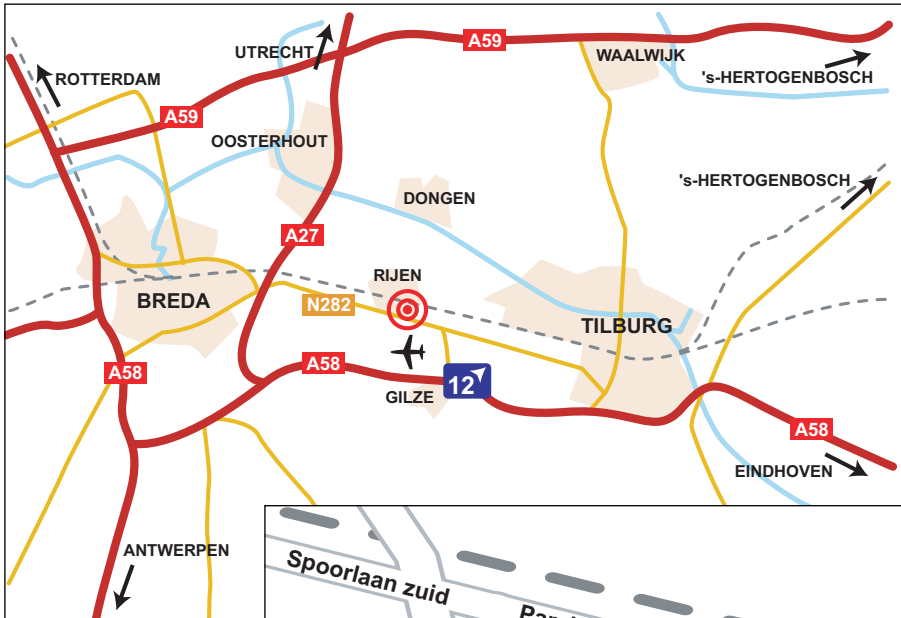 UTRECHT
A59
WAALWIJK
ROTTERDAM
's-HERTOGENBOSCH
A59
OOSTERHOUT
's-HERTOGENBOSCH
DONGEN
A27
RIJEN
BREDA
N282
TILBURG
A58
A58
12
GILZE
A58
EINDHOVEN
ANTWERPEN
Spoorlaan zuid